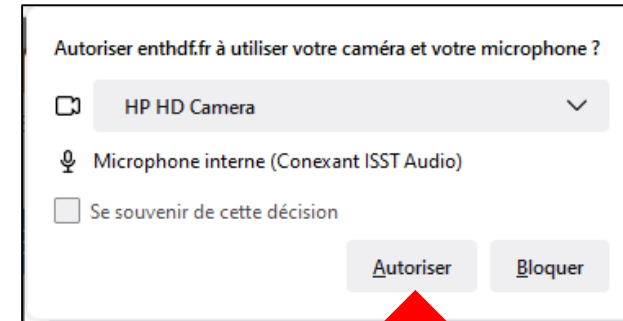 Autoriser enthdf.fr à utiliser votre caméra et votre microphone ?
HP HD Camera
Microphone interne (Conexant ISST Audio)
Se souvenir de cette décision
Autoriser Bloquer